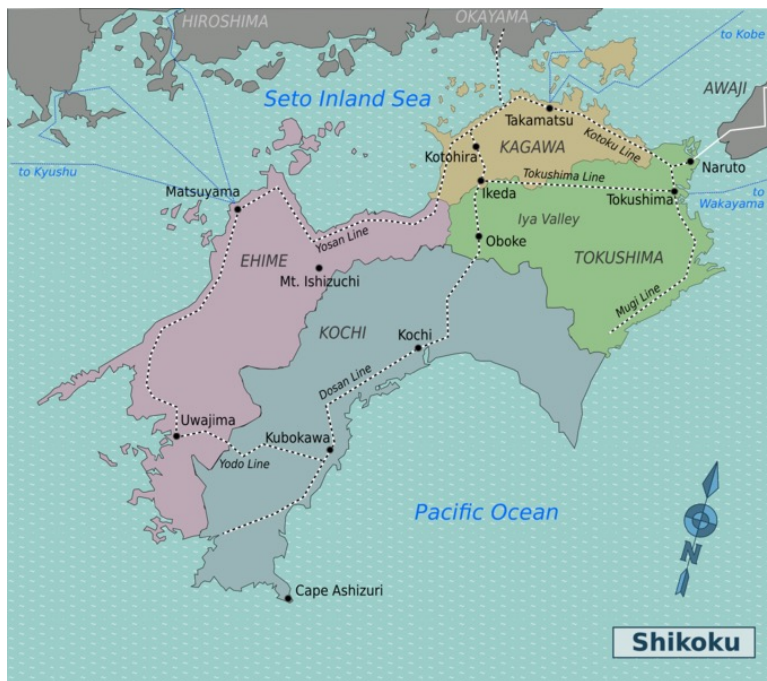 HIROSHIMA
OKAYAMA
to Kobe
Seto Inland Sea
AWAJI
Takamatsu
Kotoku Line
KAGAWA
Kotohira
Naruto
to Kyushu
Tokushima Line
Ikeda
Matsuyama
Tokushima
to
Wakayama
Iya Valley
Yosan Line
Oboke
EHIME
TOKUSHIMA
Mt. Ishizuchi
Mugi Line
KOCHI
Kochi
Dosan Line
Uwajima
Kubokawa
Yodo Line
Pacific Ocean
N
Cape Ashizuri
Shikoku